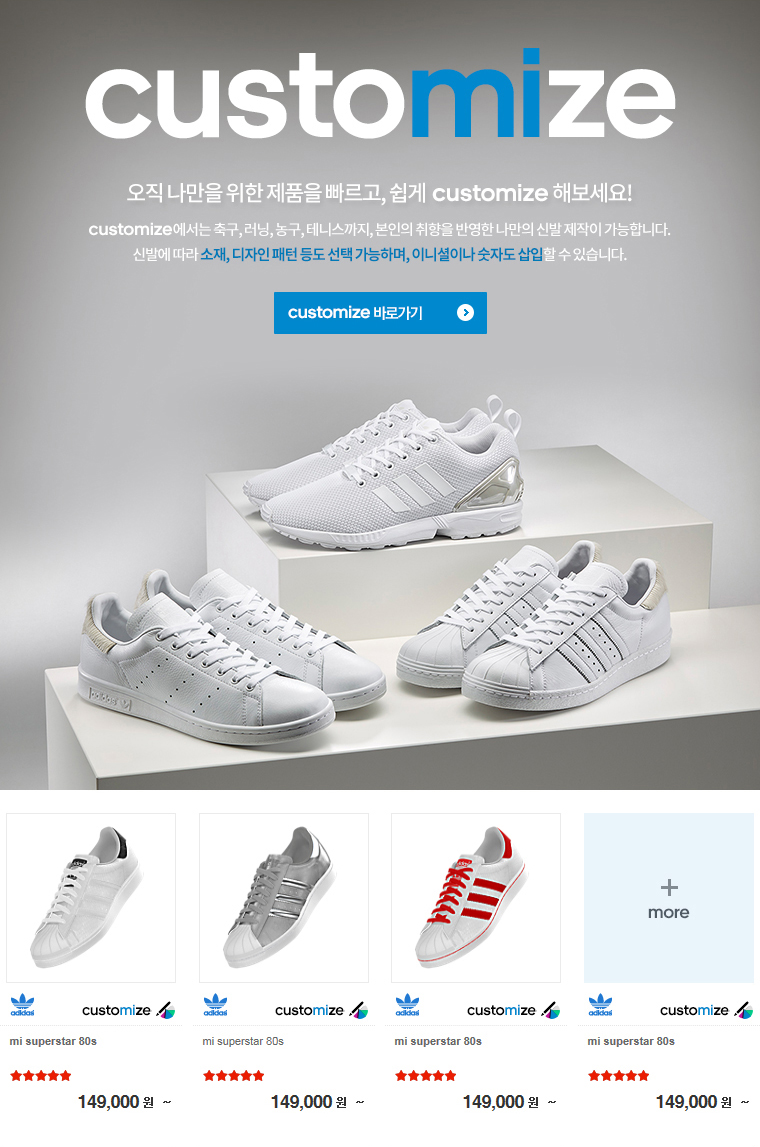 customize
오직 나만을 위한 제품을 빠르고, 쉽게 customize 해보세요!
customize에서는 축구, 러닝, 농구, 테니스까지, 본인의 취향을 반영한 나만의 신발 제작이 가능합니다.
신발에 따라 소재, 디자인 패턴 등도 선택 가능하며, 이니셜이나 숫자도 삽입할 수 있습니다.
customize 바로가기
adidas
+
more
adidas customize
adidas customize
adidas customize
adidas customize
mi superstar 80s
mi superstar 80s
mi superstar 80s
mi superstar 80s
149,000 원 ~
149,000 원 ~
149,000 원 ~
149,000 원 ~